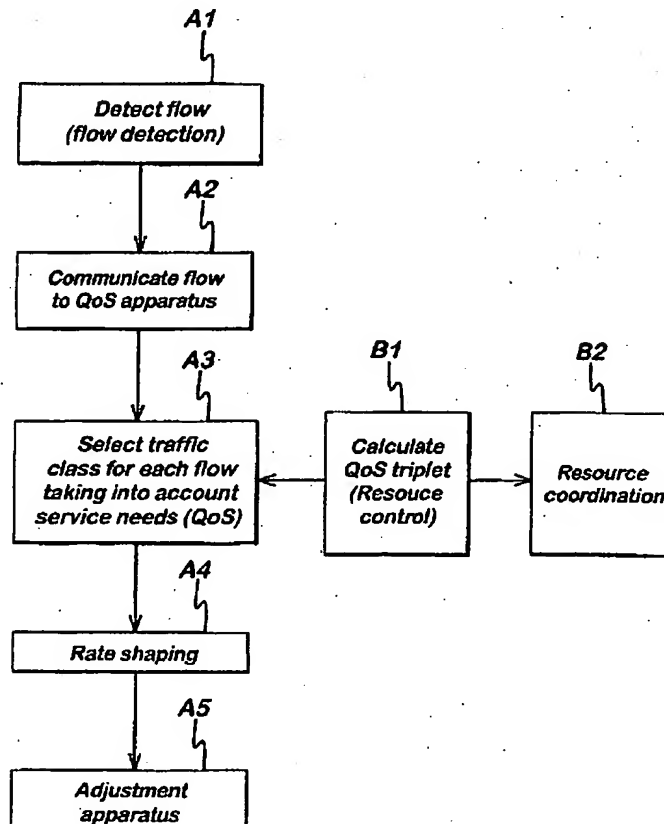 A1
Detect flow
(flow detection)
A2
Communicate flow
to QoS apparatus
A3
Select traffic
class for each flow
taking into account
service needs (QoS)
B1
Calculate
QoS triplet
(Resouce
control)
B2
Resource
coordination
A4
Rate shaping
A5
Adjustment
apparatus